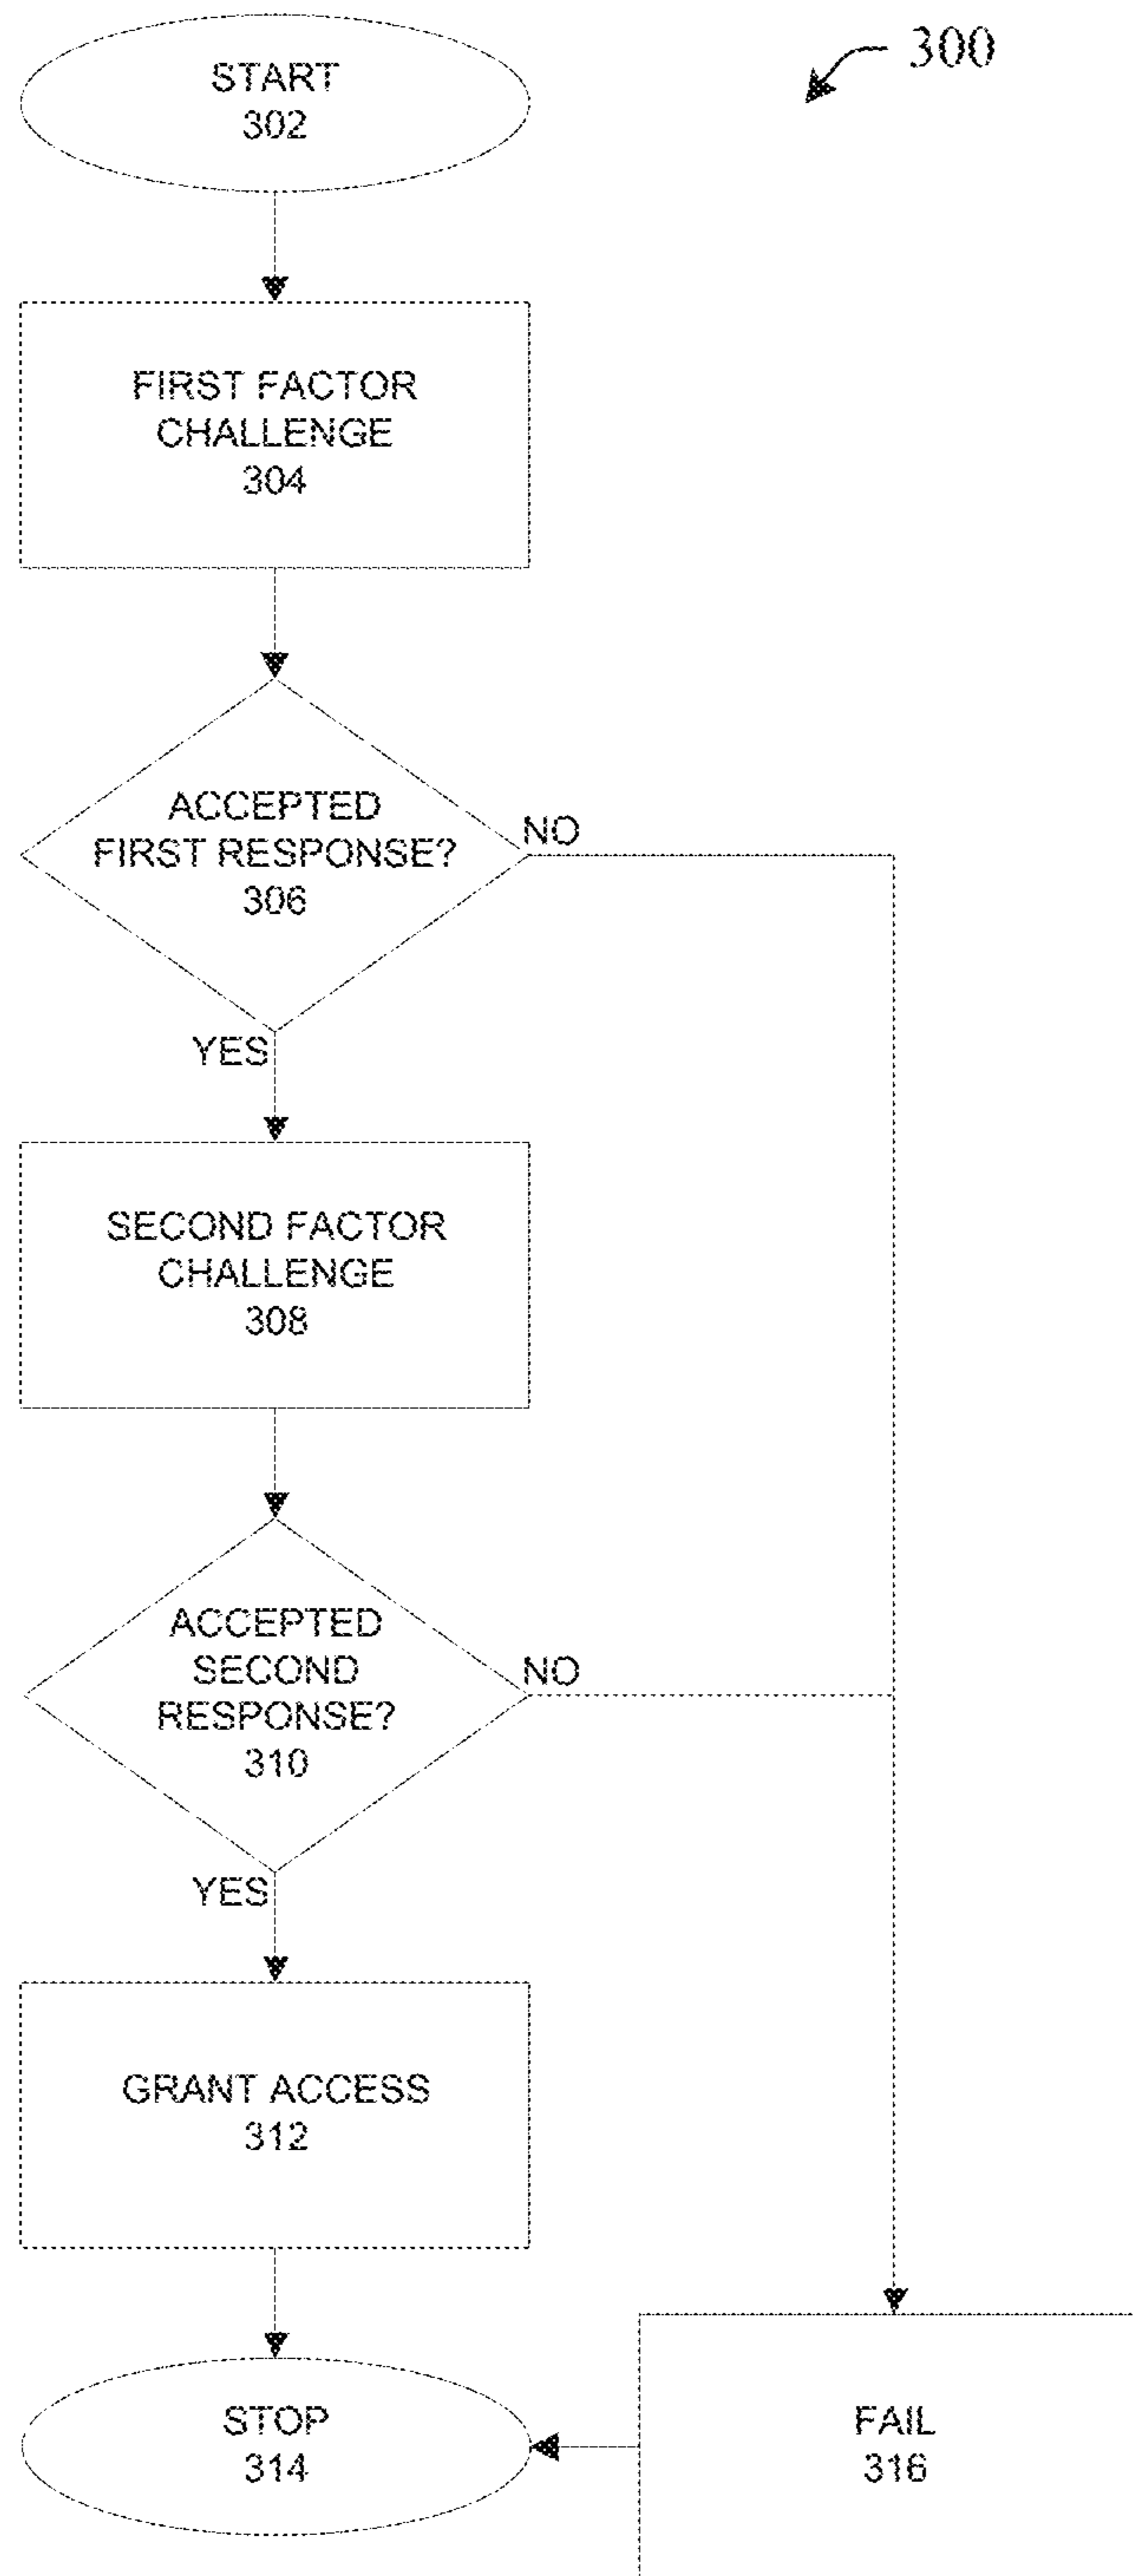 300
START
302
FIRST FACTOR
CHALLENGE
304
ACCEPTED
FIRST RESPONSE?
306
NO
YES
SECOND FACTOR
CHALLENGE
308
ACCEPTED
SECOND
RESPONSE?
310
NO
YES
GRANT ACCESS
312
STOP
314
FAIL
316